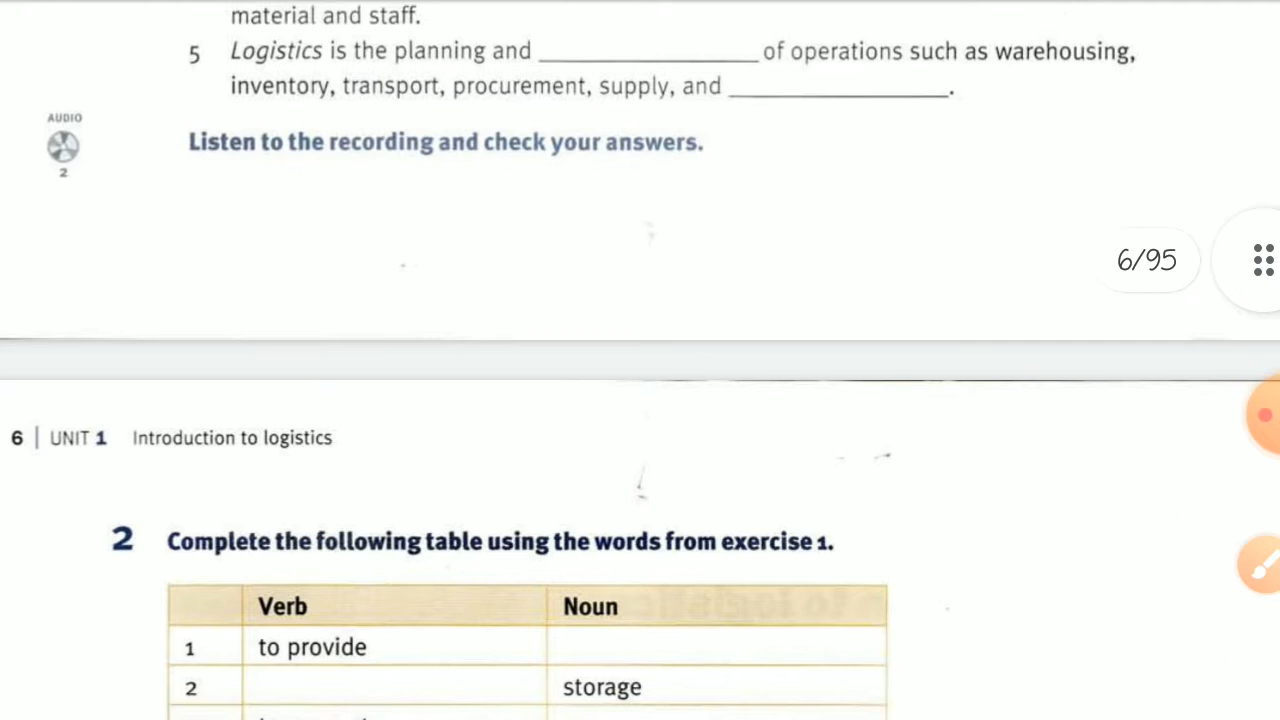 material and staff.
5 Logistics is the planning and ____________________ of operations such as warehousing,
inventory, transport, procurement, supply, and ____________________.
AUDIO
2
Listen to the recording and check your answers.
6/95
6 | UNIT 1 Introduction to logistics
2 Complete the following table using the words from exercise 1.
Verb Noun
1 to provide
2 storage